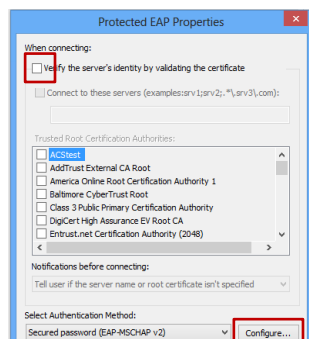 Protected EAP Properties
When connecting:
Verify the server's identity by validating the certificate
Connect to these servers (examples:srv1;srv2;.*\.srv3\.com):
Trusted Root Certification Authorities:
ACStest
AddTrust External CA Root
America Online Root Certification Authority 1
Baltimore CyberTrust Root
Class 3 Public Primary Certification Authority
DigiCert High Assurance EV Root CA
Entrust.net Certification Authority (2048)
Notifications before connecting:
Tell user if the server name or root certificate isn't specified
Select Authentication Method:
Secured password (EAP-MSCHAP v2)
Configure...